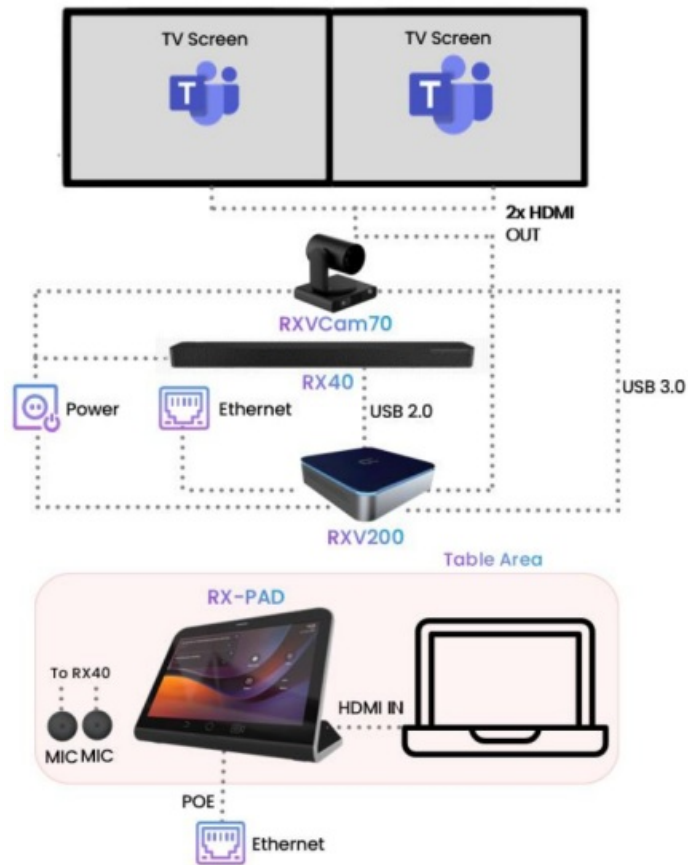 TV Screen
TV Screen
T
T
2x HDMI
OUT
RXVCam70
RX40
Power
Ethernet
USB 2.0
USB 3.0
RXV200
Table Area
RX-PAD
To RX40
HDMI IN
MIC MIC
POE
Ethernet